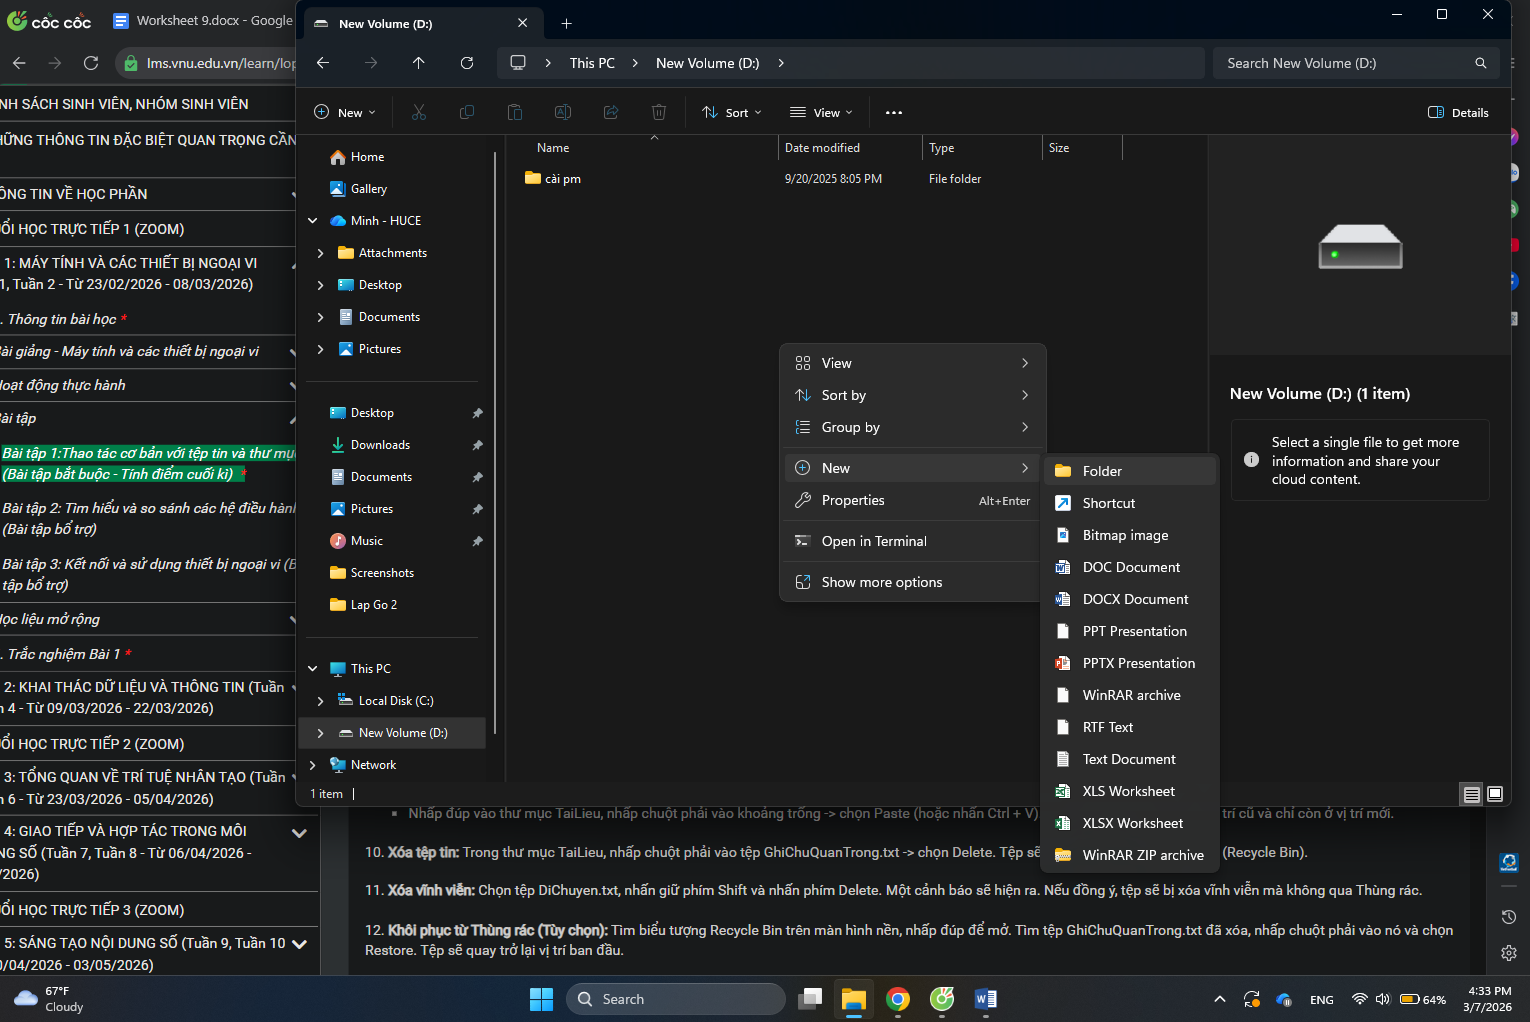 cốc cốc
Worksheet 9.docx - Google
New Volume (D:)
lms.vnu.edu.vn/learn/lop
This PC
New Volume (D:)
Search New Volume (D:)
New
Sort
View
Details
NH SÁCH SINH VIÊN, NHÓM SINH VIÊN
HỮNG THÔNG TIN ĐẶC BIỆT QUAN TRỌNG CẦN
ÔNG TIN VỀ HỌC PHẦN
ỔI HỌC TRỰC TIẾP 1 (ZOOM)
1: MÁY TÍNH VÀ CÁC THIẾT BỊ NGOẠI VI
1, Tuần 2 - Từ 23/02/2026 - 08/03/2026)
. Thông tin bài học *
ài giảng - Máy tính và các thiết bị ngoại vi
oạt động thực hành
ài tập
Bài tập 1:Thao tác cơ bản với tệp tin và thư mục
(Bài tập bắt buộc - Tính điểm cuối kì) *
Bài tập 2: Tìm hiểu và so sánh các hệ điều hàn
(Bài tập bổ trợ)
Bài tập 3: Kết nối và sử dụng thiết bị ngoại vi (B
tập bổ trợ)
ọc liệu mở rộng
. Trắc nghiệm Bài 1 *
2: KHAI THÁC DỮ LIỆU VÀ THÔNG TIN (Tuần
n 4 - Từ 09/03/2026 - 22/03/2026)
ỔI HỌC TRỰC TIẾP 2 (ZOOM)
3: TỔNG QUAN VỀ TRÍ TUỆ NHÂN TẠO (Tuần
n 6 - Từ 23/03/2026 - 05/04/2026)
4: GIAO TIẾP VÀ HỢP TÁC TRONG MÔI
NG SỐ (Tuần 7, Tuần 8 - Từ 06/04/2026 -
/2026)
ỔI HỌC TRỰC TIẾP 3 (ZOOM)
5: SÁNG TẠO NỘI DUNG SỐ (Tuần 9, Tuần 10
0/04/2026 - 03/05/2026)
Home
Gallery
Minh - HUCE
Attachments
Desktop
Documents
Pictures
Desktop
Downloads
Documents
Pictures
Music
Screenshots
Lap Go 2
This PC
Local Disk (C:)
New Volume (D:)
Network
1 item
Name
Date modified
Type
Size
cài pm
9/20/2025 8:05 PM
File folder
View
Sort by
Group by
New
Properties
Alt+Enter
Open in Terminal
Show more options
Folder
Shortcut
Bitmap image
DOC Document
DOCX Document
PPT Presentation
PPTX Presentation
WinRAR archive
RTF Text
Text Document
XLS Worksheet
XLSX Worksheet
WinRAR ZIP archive
New Volume (D:) (1 item)
Select a single file to get more
information and share your
cloud content.
Nhấp đúp vào thư mục TaiLieu, nhấp chuột phải vào khoảng trống -> chọn Paste (hoặc nhấn Ctrl + V) trí cũ và chỉ còn ở vị trí mới.
10. Xóa tệp tin: Trong thư mục TaiLieu, nhấp chuột phải vào tệp GhiChuQuanTrong.txt -> chọn Delete. Tệp sẽ (Recycle Bin).
11. Xóa vĩnh viễn: Chọn tệp DiChuyen.txt, nhấn giữ phím Shift và nhấn phím Delete. Một cảnh báo sẽ hiện ra. Nếu đồng ý, tệp sẽ bị xóa vĩnh viễn mà không qua Thùng rác.
12. Khôi phục từ Thùng rác (Tùy chọn): Tìm biểu tượng Recycle Bin trên màn hình nền, nhấp đúp để mở. Tìm tệp GhiChuQuanTrong.txt đã xóa, nhấp chuột phải vào nó và chọn
Restore. Tệp sẽ quay trở lại vị trí ban đầu.
67°F
Cloudy
Search
ENG
64%
4:33 PM
3/7/2026